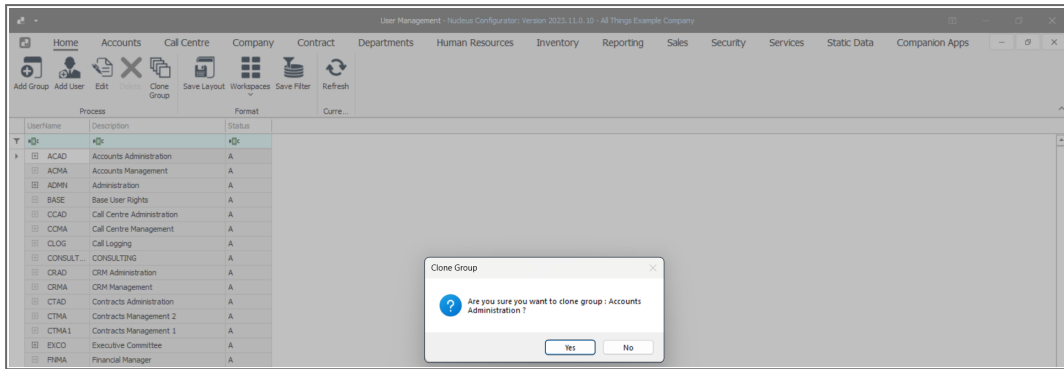 User Management - Nucleus Configurator: Version 2023.11.0.10 - All Things Example Company
Home Accounts Call Centre Company Contract Departments Human Resources Inventory Reporting Sales Security Services Static Data Companion Apps
Add Group Add User Edit Delete Clone Group Save Layout Workspaces Save Filter Refresh
Process Format Curre...
UserName Description Status
ACAD Accounts Administration A
ACMA Accounts Management A
ADMN Administration A
BASE Base User Rights A
CCAD Call Centre Administration A
CCMA Call Centre Management A
CLOG Call Logging A
CONSULT... CONSULTING A
CRAD CRM Administration A
CRMA CRM Management A
CTAD Contracts Administration A
CTMA Contracts Management 2 A
CTMA1 Contracts Management 1 A
EXCO Executive Committee A
FNMA Financial Manager A
Clone Group
Are you sure you want to clone group : Accounts
Administration ?
Yes No